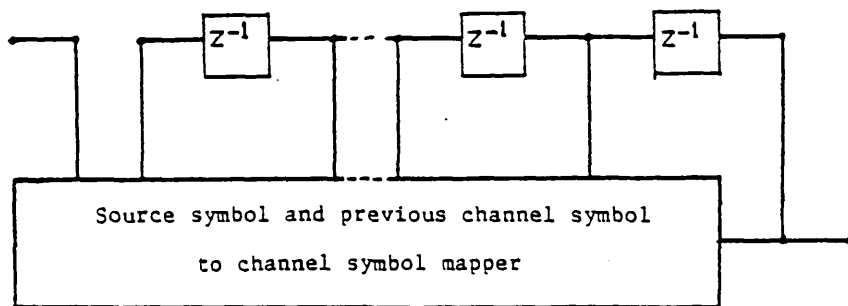 z⁻¹ z⁻¹ z⁻¹
Source symbol and previous channel symbol
to channel symbol mapper